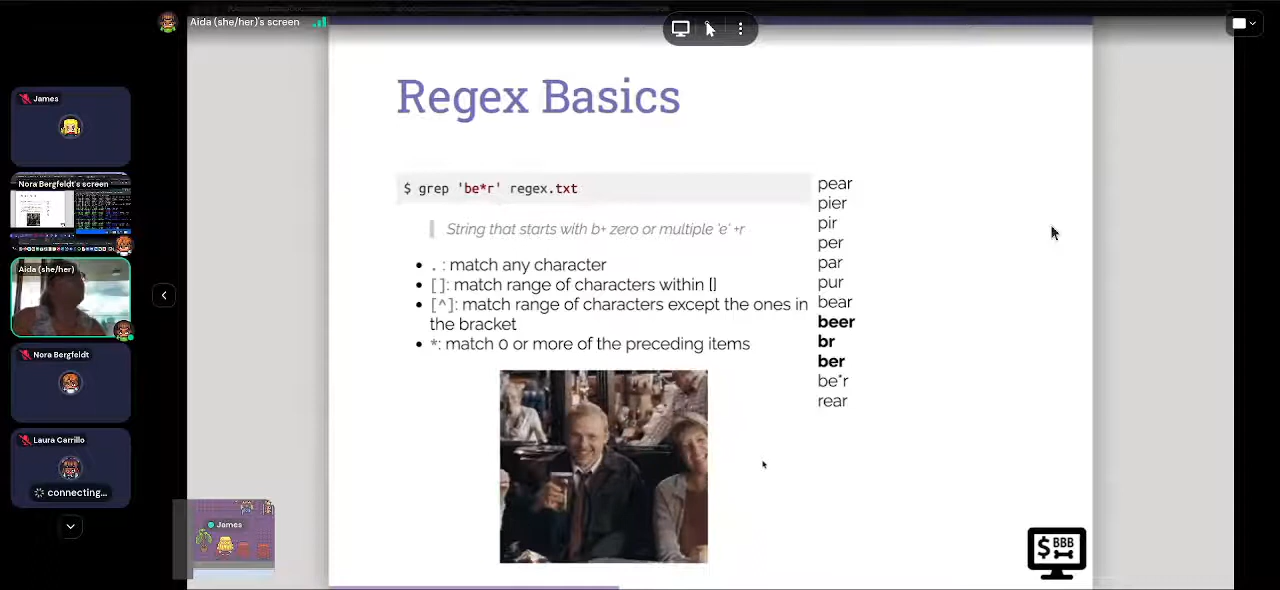 Aida (she/her)'s screen
James
Nora Bergfeldt's screen
Aida (she/her)
Nora Bergfeldt
Laura Carrillo
connecting...
James
Regex Basics
$ grep 'be*r' regex.txt
String that starts with b+ zero or multiple 'e' +r
. : match any character
[]: match range of characters within []
[^]: match range of characters except the ones in
the bracket
*: match 0 or more of the preceding items
pear
pier
pir
per
par
pur
bear
beer
br
ber
be*r
rear
$ BBB